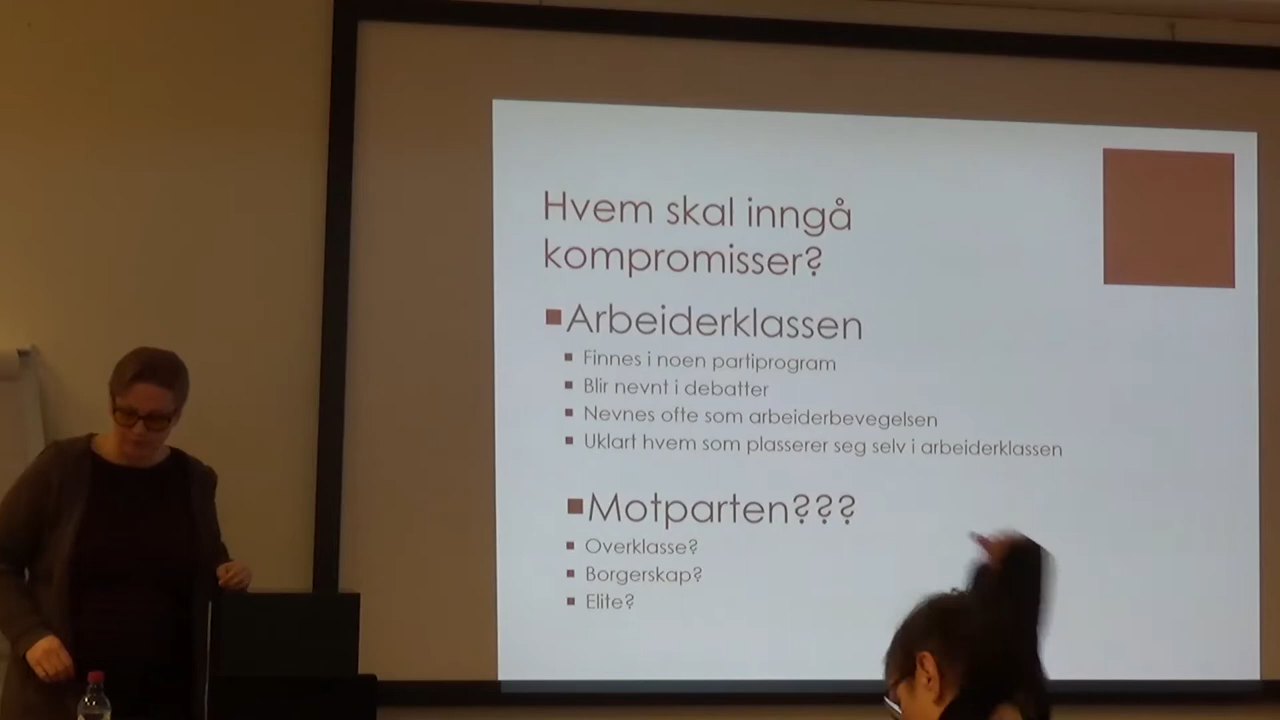 Hvem skal inngå
kompromisser?
Arbeiderklassen
Finnes i noen partiprogram
Blir nevnt i debatter
Nevnes ofte som arbeiderbevegelsen
Uklart hvem som plasserer seg selv i arbeiderklassen
Motparten???
Overklasse?
Borgerskap?
Elite?